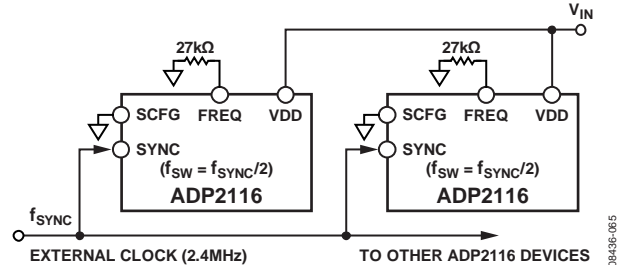 V_IN
27kΩ
27kΩ
SCFG FREQ VDD
SCFG FREQ VDD
SYNC
SYNC
(f_SW = f_SYNC/2)
(f_SW = f_SYNC/2)
ADP2116
ADP2116
f_SYNC
EXTERNAL CLOCK (2.4MHz)
TO OTHER ADP2116 DEVICES
08436-065